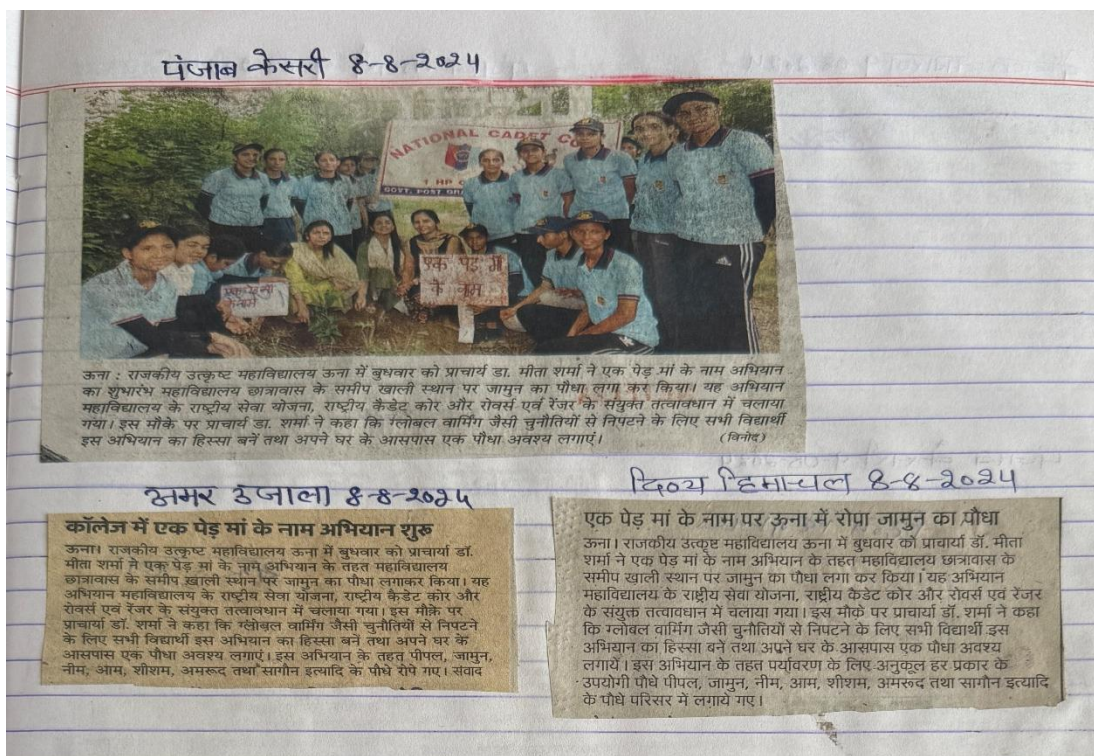 पंजाब केसरी 8-8-2024
NATIONAL CADET CO
1 HP
GOVT. POST GRA
एक पेड़ माँ
के नाम
ऊना : राजकीय उत्कृष्ट महाविद्यालय ऊना में बुधवार को प्राचार्य डा. मीता शर्मा ने एक पेड़ मां के नाम अभियान
का शुभारंभ महाविद्यालय छात्रावास के समीप खाली स्थान पर जामुन का पौधा लगा कर किया। यह अभियान
महाविद्यालय के राष्ट्रीय सेवा योजना, राष्ट्रीय कैडेट कोर और रोवर्स एवं रेंजर के संयुक्त तत्वावधान में चलाया
गया। इस मौके पर प्राचार्य डा. शर्मा ने कहा कि ग्लोबल वार्मिंग जैसी चुनौतियों से निपटने के लिए सभी विद्यार्थी
इस अभियान का हिस्सा बनें तथा अपने घर के आसपास एक पौधा अवश्य लगाएं। (विनोद)
अमर उजाला 8-8-2024
कॉलेज में एक पेड़ मां के नाम अभियान शुरू
ऊना। राजकीय उत्कृष्ट महाविद्यालय ऊना में बुधवार को प्राचार्या डॉ.
मीता शर्मा ने एक पेड़ मां के नाम अभियान के तहत महाविद्यालय
छात्रावास के समीप खाली स्थान पर जामुन का पौधा लगाकर किया। यह
अभियान महाविद्यालय के राष्ट्रीय सेवा योजना, राष्टीय कैडेट कोर और
रोवर्स एवं रेंजर के संयुक्त तत्वावधान में चलाया गया। इस मौके पर
प्राचार्या डॉ. शर्मा ने कहा कि ग्लोबल वार्मिंग जैसी चुनौतियों से निपटने
के लिए सभी विद्यार्थी इस अभियान का हिस्सा बनें तथा अपने घर के
आसपास एक पौधा अवश्य लगाएं। इस अभियान के तहत पीपल, जामुन,
नीम, आम, शीशम, अमरूद तथा सागौन इत्यादि के पौधे रोपे गए। संवाद
दिव्य हिमाचल 8-8-2024
एक पेड़ मां के नाम पर ऊना में रोपा जामुन का पौधा
ऊना। राजकीय उत्कृष्ट महाविद्यालय ऊना में बुधवार को प्राचार्या डॉ. मीता
शर्मा ने एक पेड़ मां के नाम अभियान के तहत महाविद्यालय छात्रावास के
समीप खाली स्थान पर जामुन का पौधा लगा कर किया। यह अभियान
महाविद्यालय के राष्ट्रीय सेवा योजना, राष्ट्रीय कैडेट कोर और रोवर्स एवं रेंजर
के संयुक्त तत्वावधान में चलाया गया। इस मौके पर प्राचार्या डॉ. शर्मा ने कहा
कि ग्लोबल वार्मिंग जैसी चुनौतियों से निपटने के लिए सभी विद्यार्थी इस
अभियान का हिस्सा बनें तथा अपने घर के आसपास एक पौधा अवश्य
लगायें। इस अभियान के तहत पर्यावरण के लिए अनुकूल हर प्रकार के
उपयोगी पौधे पीपल, जामुन, नीम, आम, शीशम, अमरूद तथा सागौन इत्यादि
के पौधे परिसर में लगाये गए।